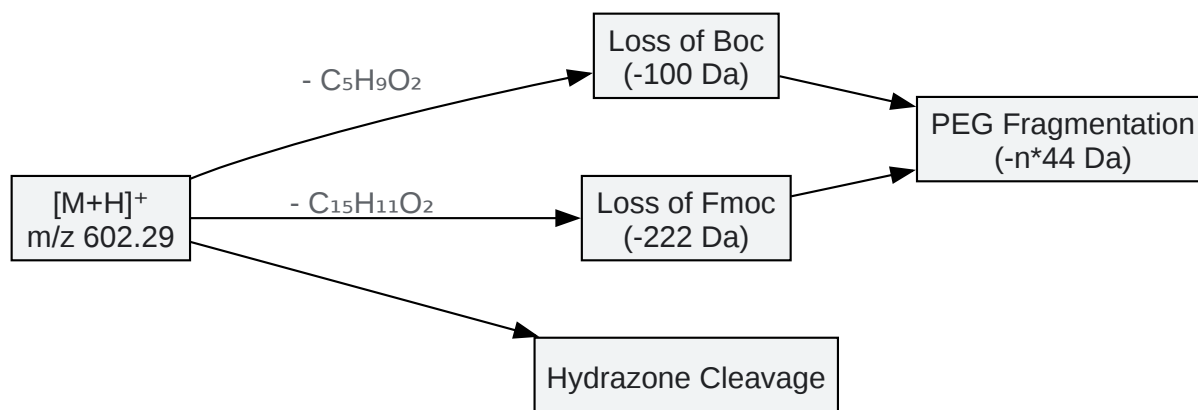 Loss of Boc
(-100 Da)
- C₅H₉O₂
PEG Fragmentation
(-n*44 Da)
[M+H]⁺
m/z 602.29
- C₁₅H₁₁O₂
Loss of Fmoc
(-222 Da)
Hydrazone Cleavage